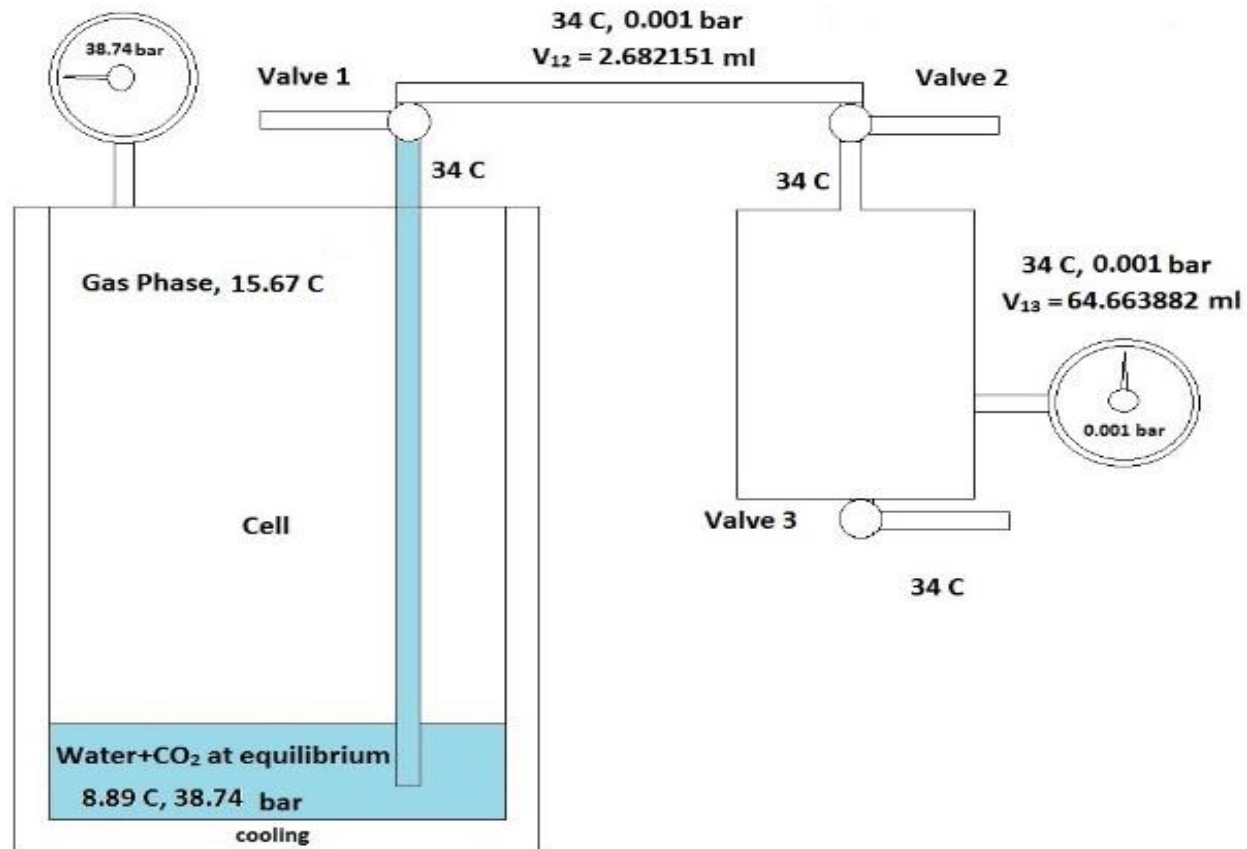 34 C, 0.001 bar
V₁₂ = 2.682151 ml
38.74 bar
Valve 1
Valve 2
34 C
34 C
Gas Phase, 15.67 C
34 C, 0.001 bar
V₁₃ = 64.663882 ml
0.001 bar
Cell
Valve 3
34 C
Water+CO₂ at equilibrium
8.89 C, 38.74 bar
cooling